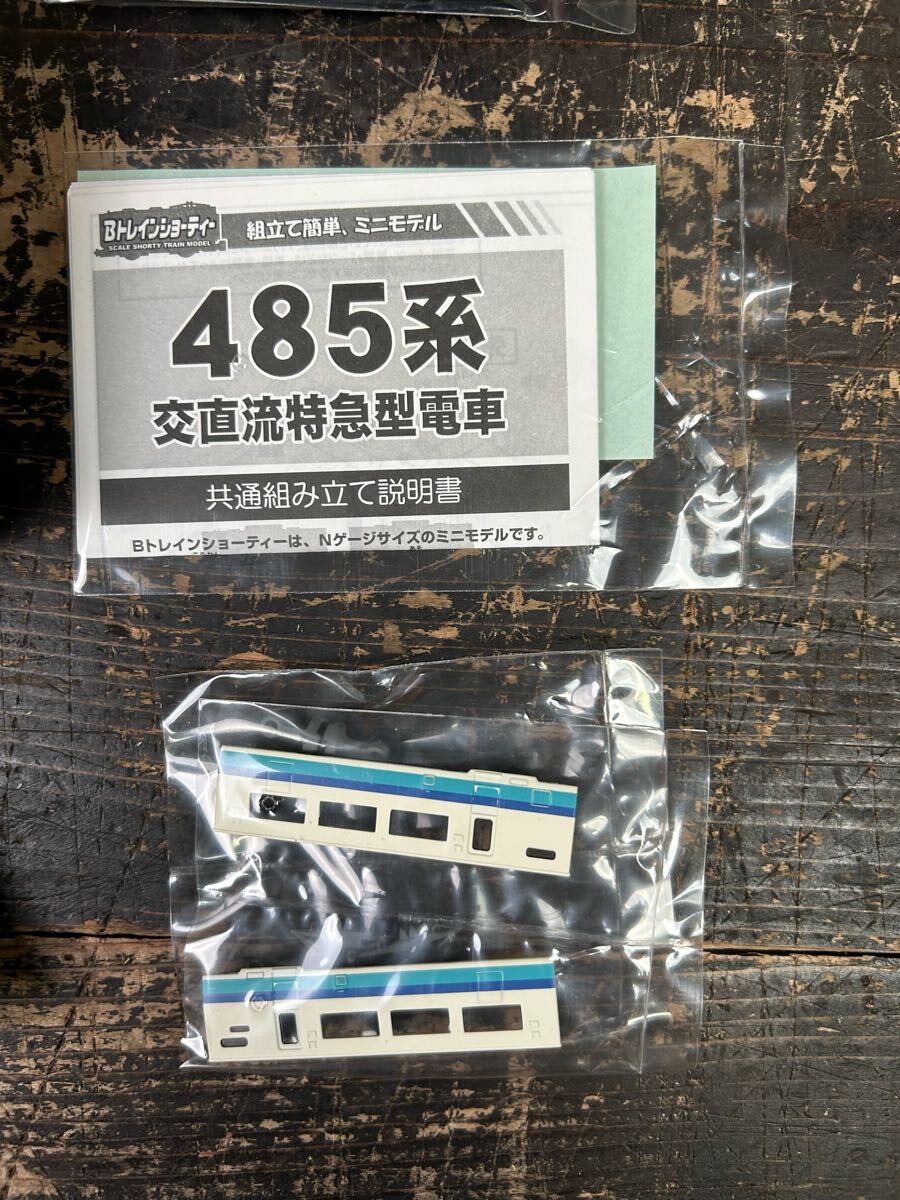 Bトレインショーティー
SCALE SHORTY TRAIN MODEL
組立て簡単、ミニモデル
485系
交直流特急型電車
共通組み立て説明書
Bトレインショーティーは、Nゲージサイズのミニモデルです。